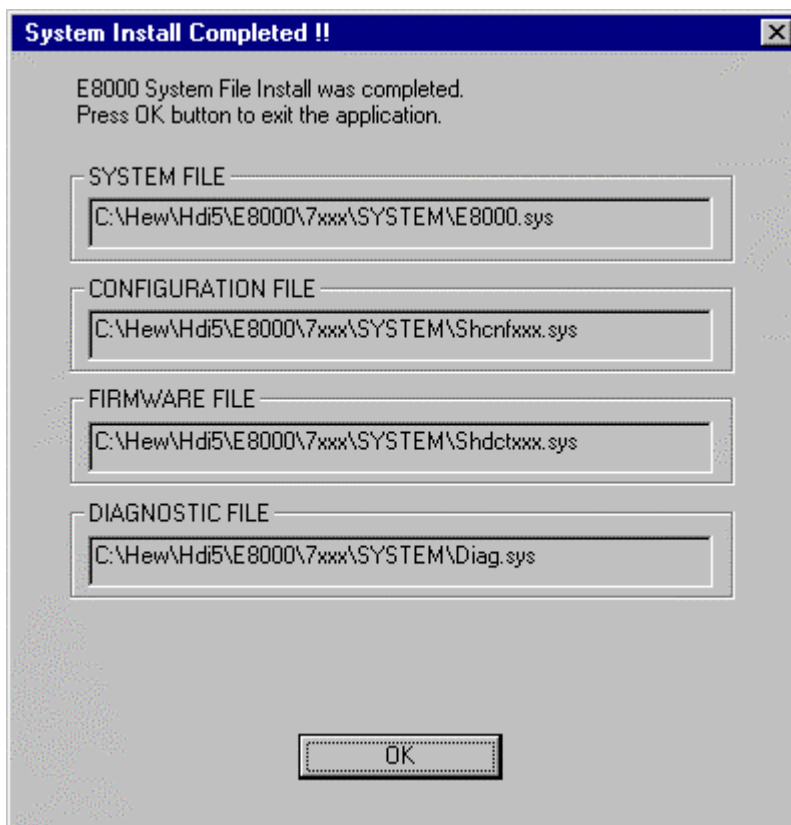 System Install Completed !!
E8000 System File Install was completed.
Press OK button to exit the application.
SYSTEM FILE
C:\Hew\Hdi5\E8000\7xxx\SYSTEM\E8000.sys
CONFIGURATION FILE
C:\Hew\Hdi5\E8000\7xxx\SYSTEM\Shcnfxxx.sys
FIRMWARE FILE
C:\Hew\Hdi5\E8000\7xxx\SYSTEM\Shdctxxx.sys
DIAGNOSTIC FILE
C:\Hew\Hdi5\E8000\7xxx\SYSTEM\Diag.sys
OK